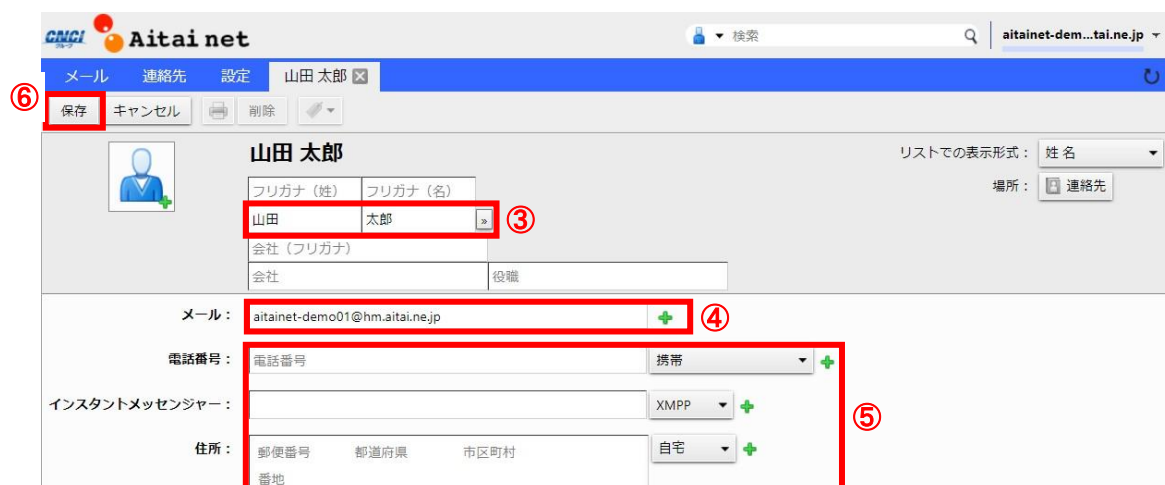 CNCI グループ Aitai net 検索 aitainet-dem...tai.ne.jp
メール 連絡先 設定 山田 太郎
⑥ 保存 キャンセル 削除
山田 太郎 リストでの表示形式： 姓 名
フリガナ（姓） フリガナ（名） 場所： 連絡先
山田 太郎 » ③
会社（フリガナ）
会社 役職
メール： aitainet-demo01@hm.aitai.ne.jp ④
電話番号： 電話番号 携帯
インスタントメッセンジャー： XMPP ⑤
住所： 郵便番号 都道府県 市区町村 自宅
番地